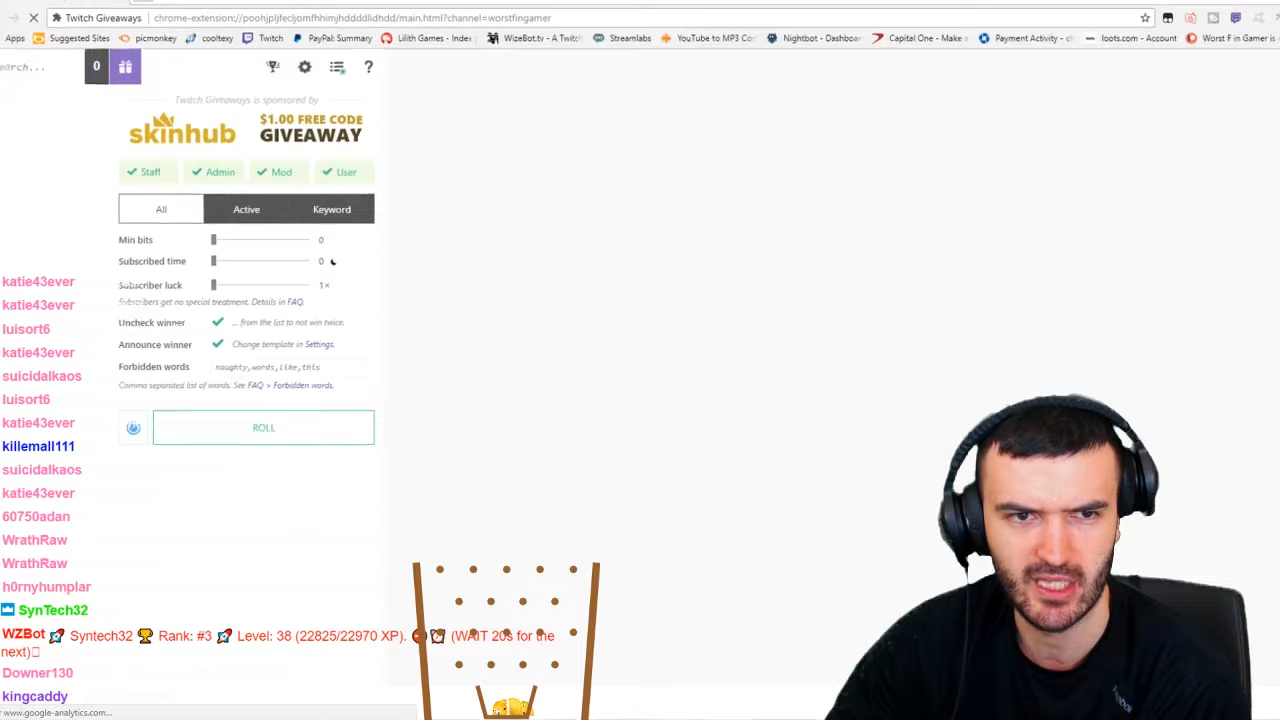 Twitch Giveaways
chrome-extension://poohjpljfecljomfhhimjhddddlidhdd/main.html?channel=worstfingamer
Apps Suggested Sites picmonkey cooltexy Twitch PayPal: Summary Lilith Games - Index WizeBot.tv - A Twitch Streamlabs YouTube to MP3 Com Nightbot - Dashboar Capital One - Make a Payment Activity - ch loots.com - Account Worst F in Gamer is
earch...
0
?
Twitch Giveaways is sponsored by
skinhub
$1.00 FREE CODE
GIVEAWAY
Staff Admin Mod User
All Active Keyword
Min bits 0
Subscribed time 0
Subscriber luck 1×
Subscribers get no special treatment. Details in FAQ.
Uncheck winner ... from the list to not win twice.
Announce winner Change template in Settings.
Forbidden words naughty,words,like,this
Comma separated list of words. See FAQ > Forbidden words.
ROLL
katie43ever
katie43ever
luisort6
katie43ever
suicidalkaos
luisort6
katie43ever
killemall111
suicidalkaos
katie43ever
60750adan
WrathRaw
WrathRaw
h0rnyhumplar
SynTech32
WZBot Syntech32 Rank: #3 Level: 38 (22825/22970 XP). (WAIT 20s for the
next)
Downer130
kingcaddy
www.google-analytics.com...